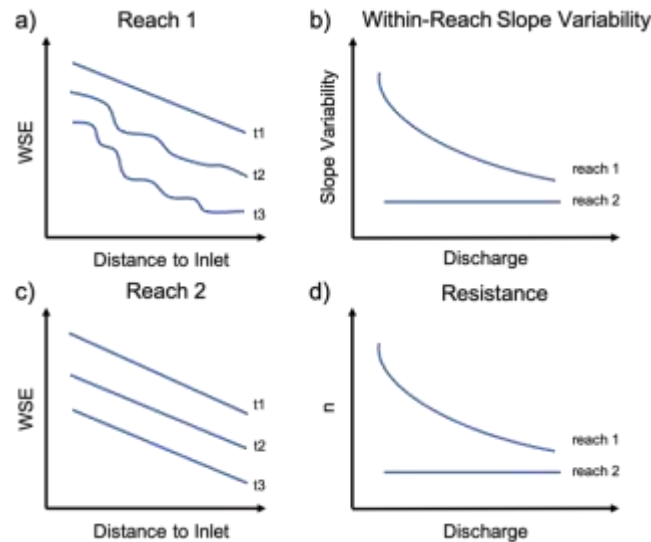 a)
Reach 1
WSE
t1
t2
t3
Distance to Inlet
b)
Within-Reach Slope Variability
Slope Variability
reach 1
reach 2
Discharge
c)
Reach 2
WSE
t1
t2
t3
Distance to Inlet
d)
Resistance
n
reach 1
reach 2
Discharge